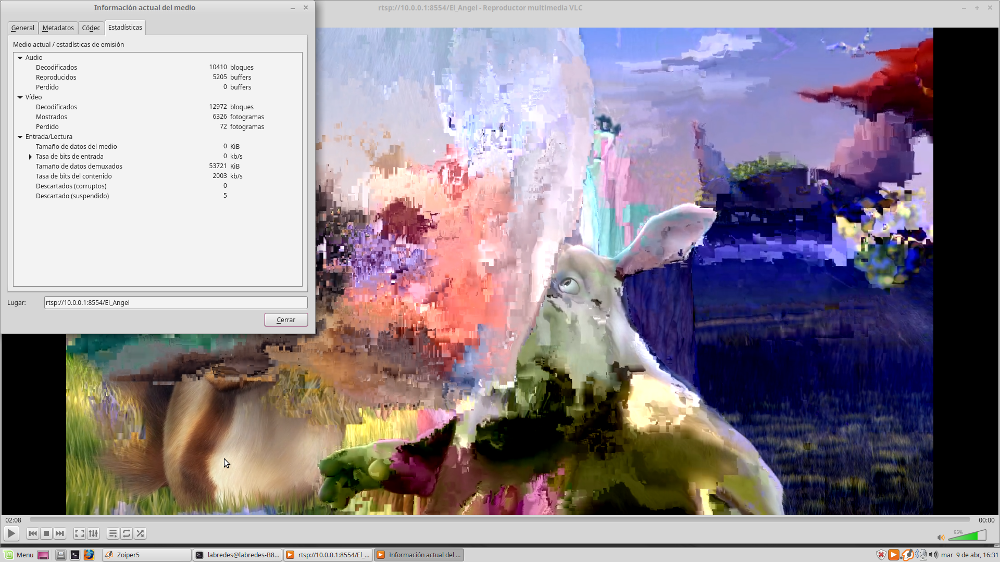 Información actual del medio
rtsp://10.0.0.1:8554/El_Angel - Reproductor multimedia VLC
General Metadatos Códec Estadísticas
Medio actual / estadísticas de emisión
Audio
Decodificados 10410 bloques
Reproducidos 5205 buffers
Perdido 0 buffers
Vídeo
Decodificados 12972 bloques
Mostrados 6326 fotogramas
Perdido 72 fotogramas
Entrada/Lectura
Tamaño de datos del medio 0 KiB
Tasa de bits de entrada 0 kb/s
Tamaño de datos demuxados 53721 KiB
Tasa de bits del contenido 2003 kb/s
Descartados (corruptos) 0
Descartado (suspendido) 5
Lugar: rtsp://10.0.0.1:8554/El_Angel
Cerrar
02:08 00:00
95%
Menu Zoiper5 labredes@labredes-B8... rtsp://10.0.0.1:8554/El_... Información actual del ... mar 9 de abr, 16:31